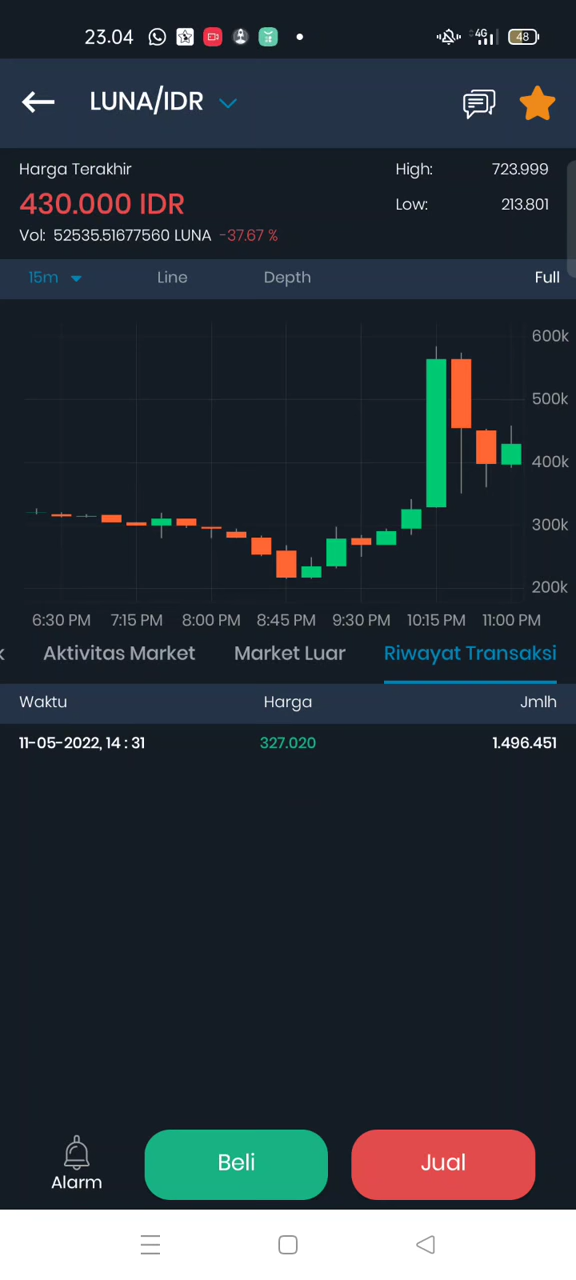 23.04
4G
48
LUNA/IDR
Harga Terakhir
High: 723.999
430.000 IDR
Low: 213.801
Vol: 52535.51677560 LUNA -37.67 %
15m Line Depth Full
600k
500k
400k
300k
200k
6:30 PM 7:15 PM 8:00 PM 8:45 PM 9:30 PM 10:15 PM 11:00 PM
k Aktivitas Market Market Luar Riwayat Transaksi
Waktu Harga Jmlh
11-05-2022, 14 : 31 327.020 1.496.451
Alarm
Beli
Jual